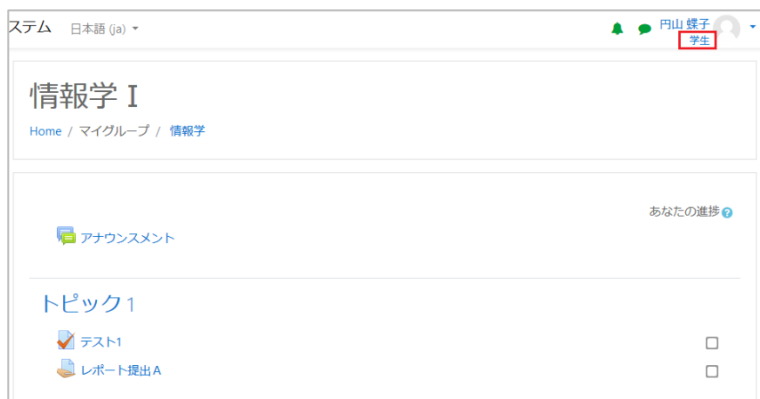 ステム 日本語 (ja)
円山 蝶子
学生
情報学 I
Home / マイグループ / 情報学
あなたの進捗
アナウンスメント
トピック 1
テスト1
レポート提出A